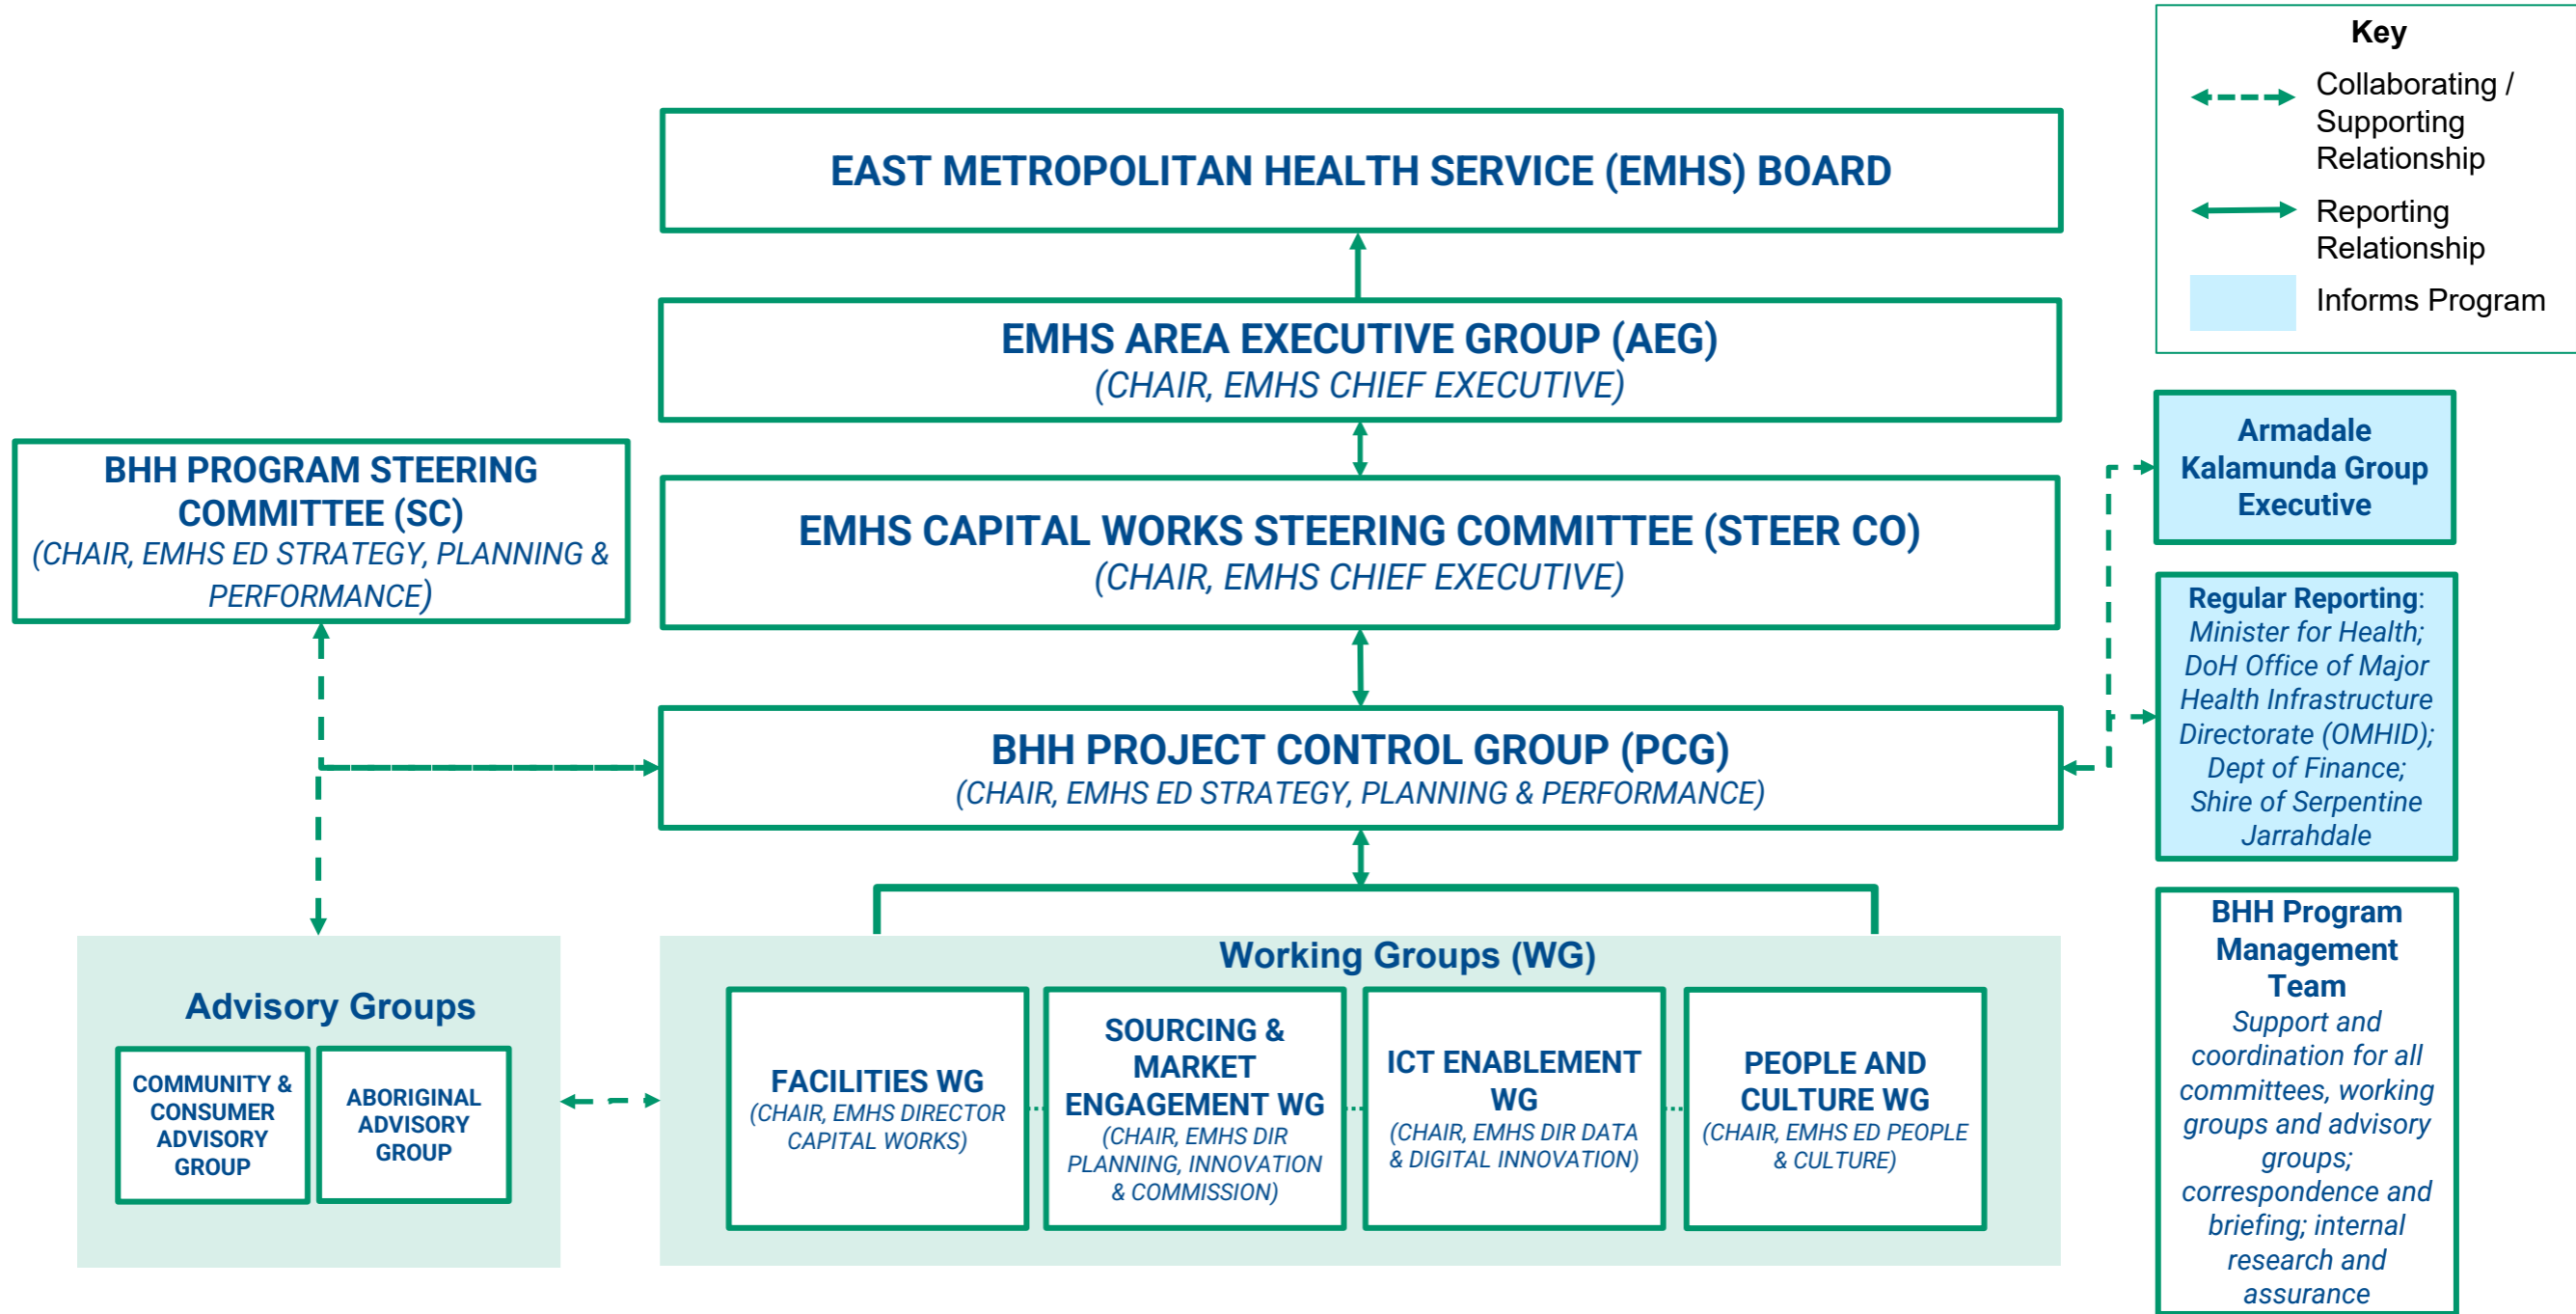 Key
Collaborating /
Supporting
Relationship
Reporting
Relationship
Informs Program
EAST METROPOLITAN HEALTH SERVICE (EMHS) BOARD
EMHS AREA EXECUTIVE GROUP (AEG)
(CHAIR, EMHS CHIEF EXECUTIVE)
BHH PROGRAM STEERING
COMMITTEE (SC)
(CHAIR, EMHS ED STRATEGY, PLANNING &
PERFORMANCE)
EMHS CAPITAL WORKS STEERING COMMITTEE (STEER CO)
(CHAIR, EMHS CHIEF EXECUTIVE)
Armadale
Kalamunda Group
Executive
Regular Reporting:
Minister for Health;
DoH Office of Major
Health Infrastructure
Directorate (OMHID);
Dept of Finance;
Shire of Serpentine
Jarrahdale
BHH PROJECT CONTROL GROUP (PCG)
(CHAIR, EMHS ED STRATEGY, PLANNING & PERFORMANCE)
Advisory Groups
COMMUNITY &
CONSUMER
ADVISORY
GROUP
ABORIGINAL
ADVISORY
GROUP
Working Groups (WG)
FACILITIES WG
(CHAIR, EMHS DIRECTOR
CAPITAL WORKS)
SOURCING &
MARKET
ENGAGEMENT WG
(CHAIR, EMHS DIR
PLANNING, INNOVATION
& COMMISSION)
ICT ENABLEMENT
WG
(CHAIR, EMHS DIR DATA
& DIGITAL INNOVATION)
PEOPLE AND
CULTURE WG
(CHAIR, EMHS ED PEOPLE
& CULTURE)
BHH Program
Management
Team
Support and
coordination for all
committees, working
groups and advisory
groups;
correspondence and
briefing; internal
research and
assurance